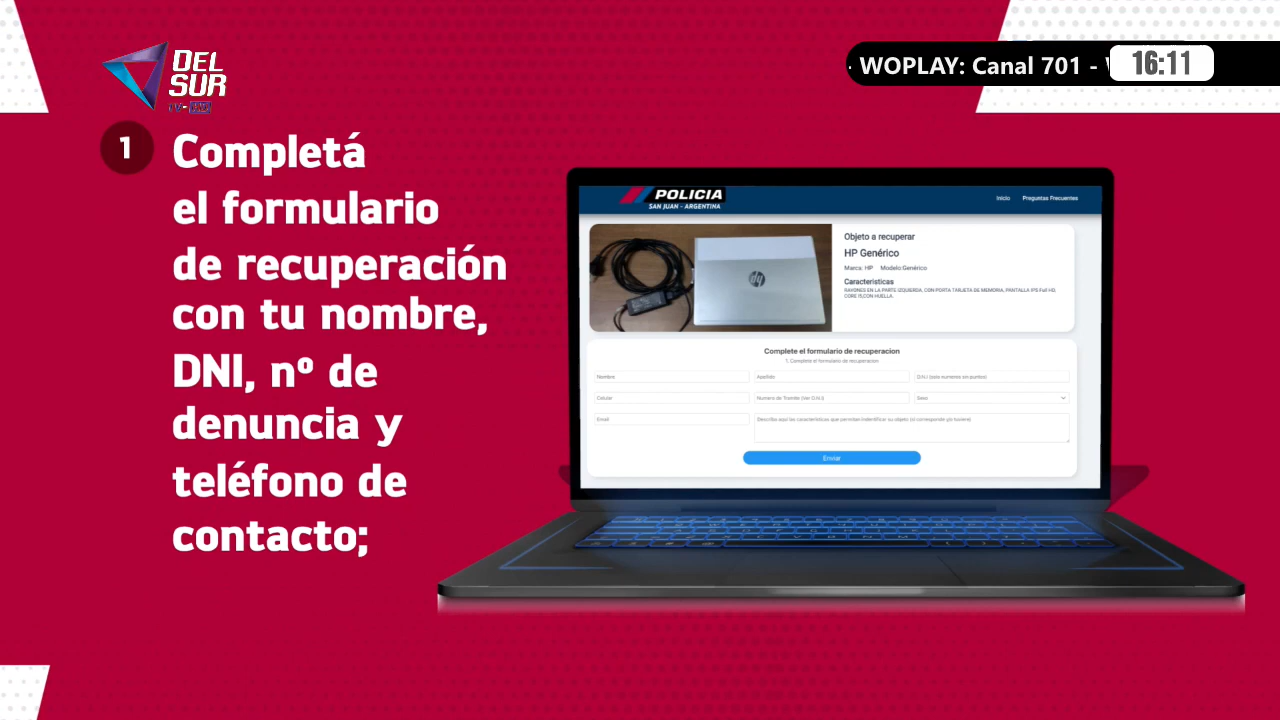 DEL
SUR
TV-HD
- WOPLAY: Canal 701 -
16:11
1
Completá
el formulario
de recuperación
con tu nombre,
DNI, nº de
denuncia y
teléfono de
contacto;
POLICIA
SAN JUAN - ARGENTINA
Inicio Preguntas Frecuentes
Objeto a recuperar
HP Genérico
Marca: HP Modelo:Genérico
Caracteristicas
RAYONES EN LA PARTE IZQUIERDA, CON PORTA TARJETA DE MEMORIA, PANTALLA IPS Full HD,
CORE I5,CON HUELLA.
hp
Complete el formulario de recuperacion
1. Complete el formulario de recuperacion
Nombre Apellido D.N.I (solo numeros sin puntos)
Celular Numero de Tramite (Ver D.N.I) Sexo
Email Describa aqui las caracteristicas que permitan indentificar su objeto (si corresponde y/o horario)
Enviar